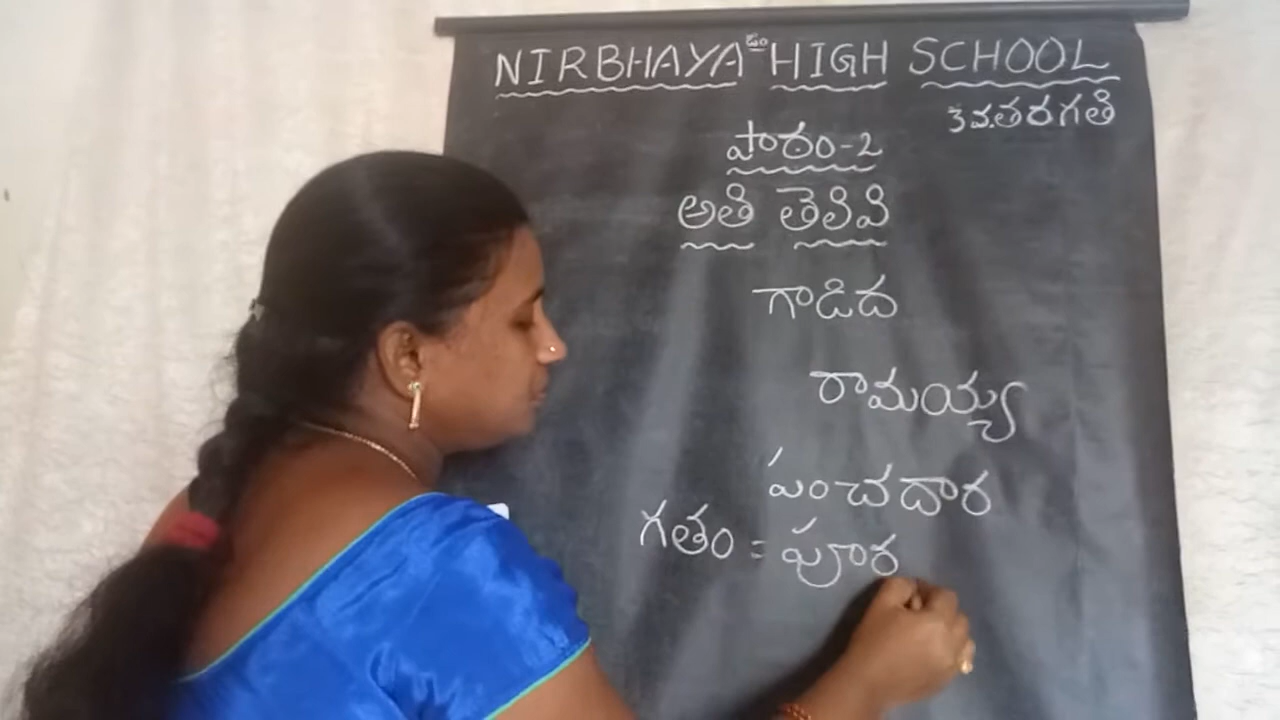 NIRBHAYA HIGH SCHOOL
3వ.తరగతి
పాఠం-2
అతి తెలివి
గాడిద
రామయ్య
పంచదార
గతం = పూర